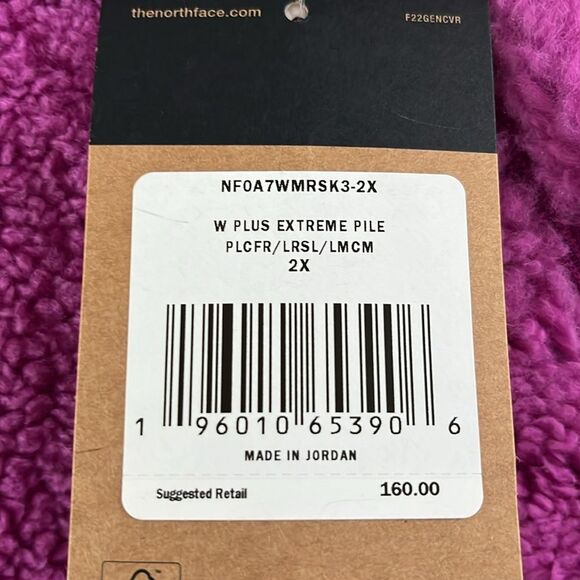 thenorthface.com
F22GENCVR
NF0A7WMRSK3-2X
W PLUS EXTREME PILE
PLCFR/LRSL/LMCM
2X
1 96010 65390 6
MADE IN JORDAN
Suggested Retail 160.00